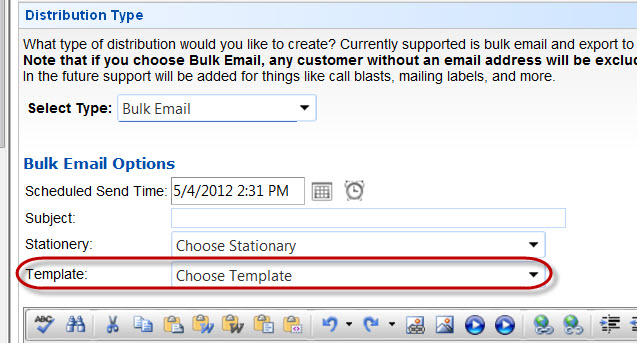 Distribution Type
What type of distribution would you like to create? Currently supported is bulk email and export to
Note that if you choose Bulk Email, any customer without an email address will be
In the future support will be added for things like call blasts, mailing labels, and more.
Select Type: Bulk Email
Bulk Email Options
Scheduled Send Time: 5/4/2012 2:31 PM
Subject:
Stationery: Choose Stationary
Template: Choose Template
ABC